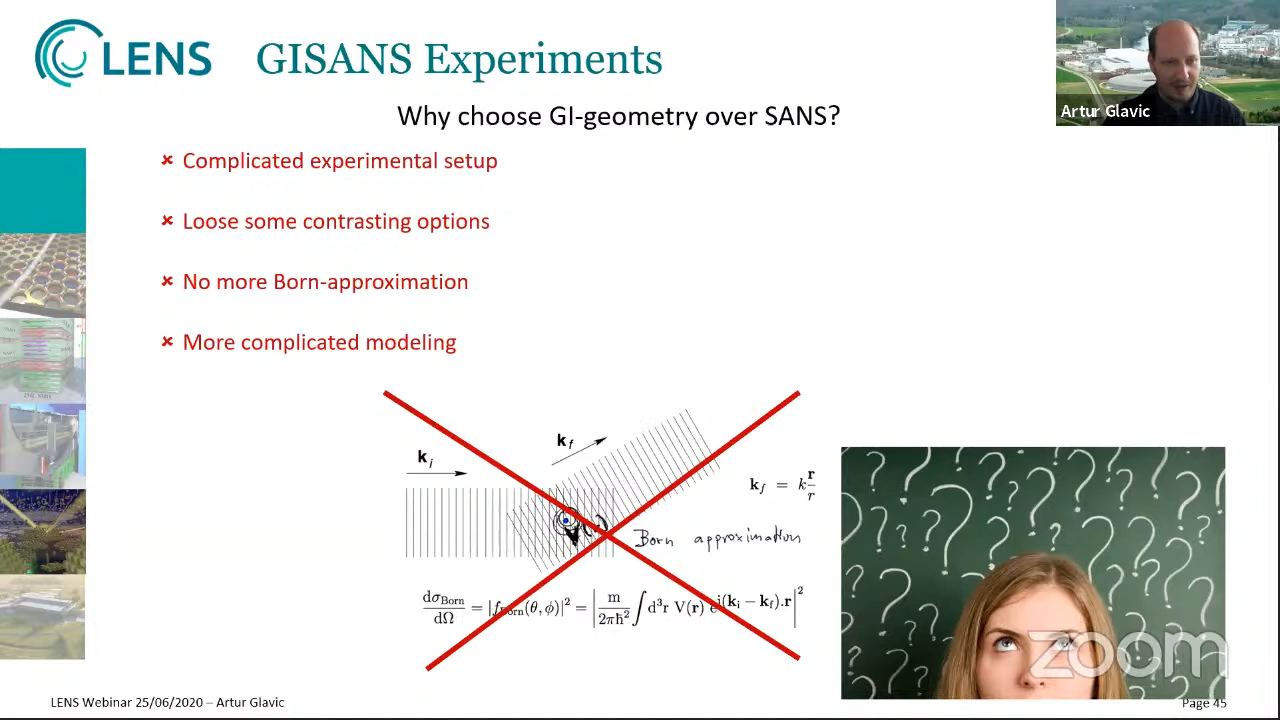 LENS
GISANS Experiments
Artur Glavic
Why choose GI-geometry over SANS?
× Complicated experimental setup
× Loose some contrasting options
× No more Born-approximation
× More complicated modeling
k_i
k_f
k_f = k r/r
Born approximation
dσ_Born/dΩ = |f_Born(θ, ϕ)|² = |m/2πħ² ∫ d³r V(r) e^{i(k_i − k_f).r}|²
? ? ? ? ? ? ? ?
zoom
LENS Webinar 25/06/2020 – Artur Glavic
Page 45